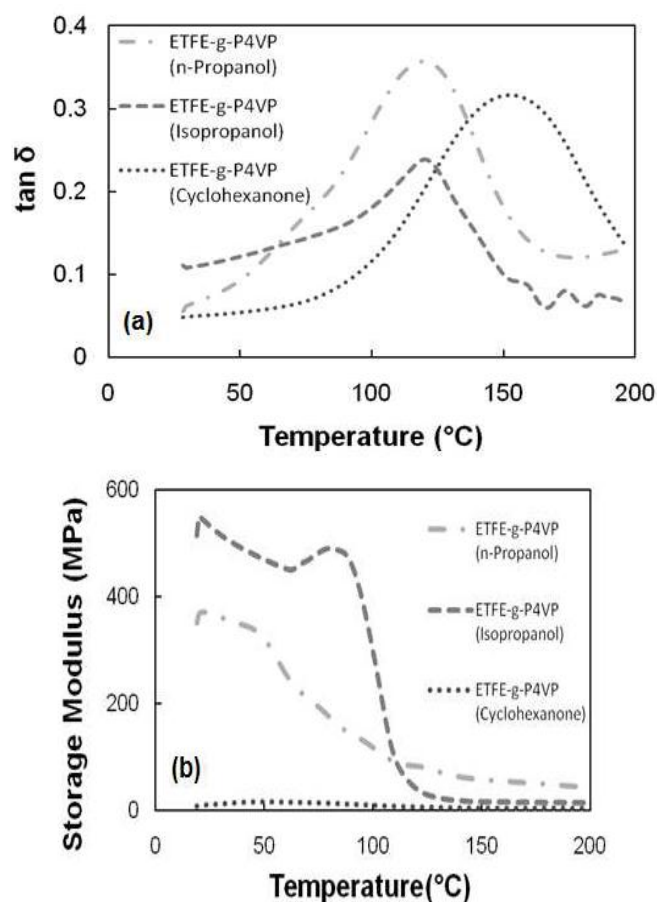 0.4
ETFE-g-P4VP
(n-Propanol)
0.3
ETFE-g-P4VP
(Isopropanol)
tan δ
0.2
ETFE-g-P4VP
(Cyclohexanone)
0.1
(a)
0
0 50 100 150 200
Temperature (°C)
600
Storage Modulus (MPa)
ETFE-g-P4VP
(n-Propanol)
400
ETFE-g-P4VP
(Isopropanol)
200
ETFE-g-P4VP
(Cyclohexanone)
(b)
0
0 50 100 150 200
Temperature(°C)